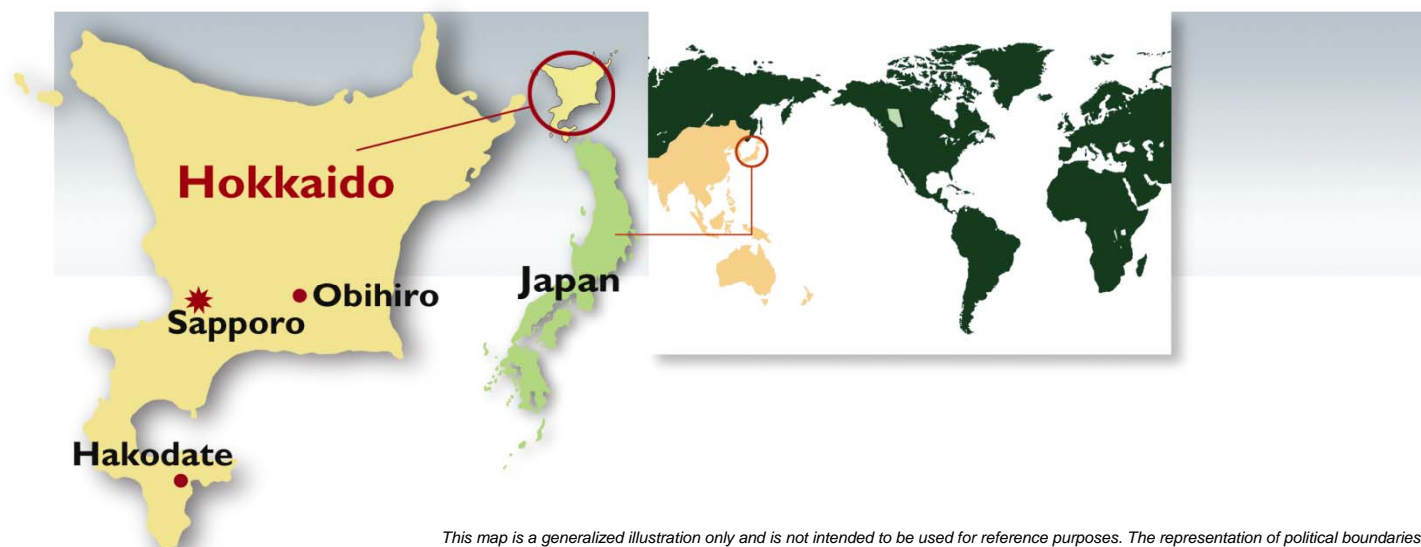 Hokkaido
Japan
Obihiro
Sapporo
Hakodate
This map is a generalized illustration only and is not intended to be used for reference purposes. The representation of political boundaries